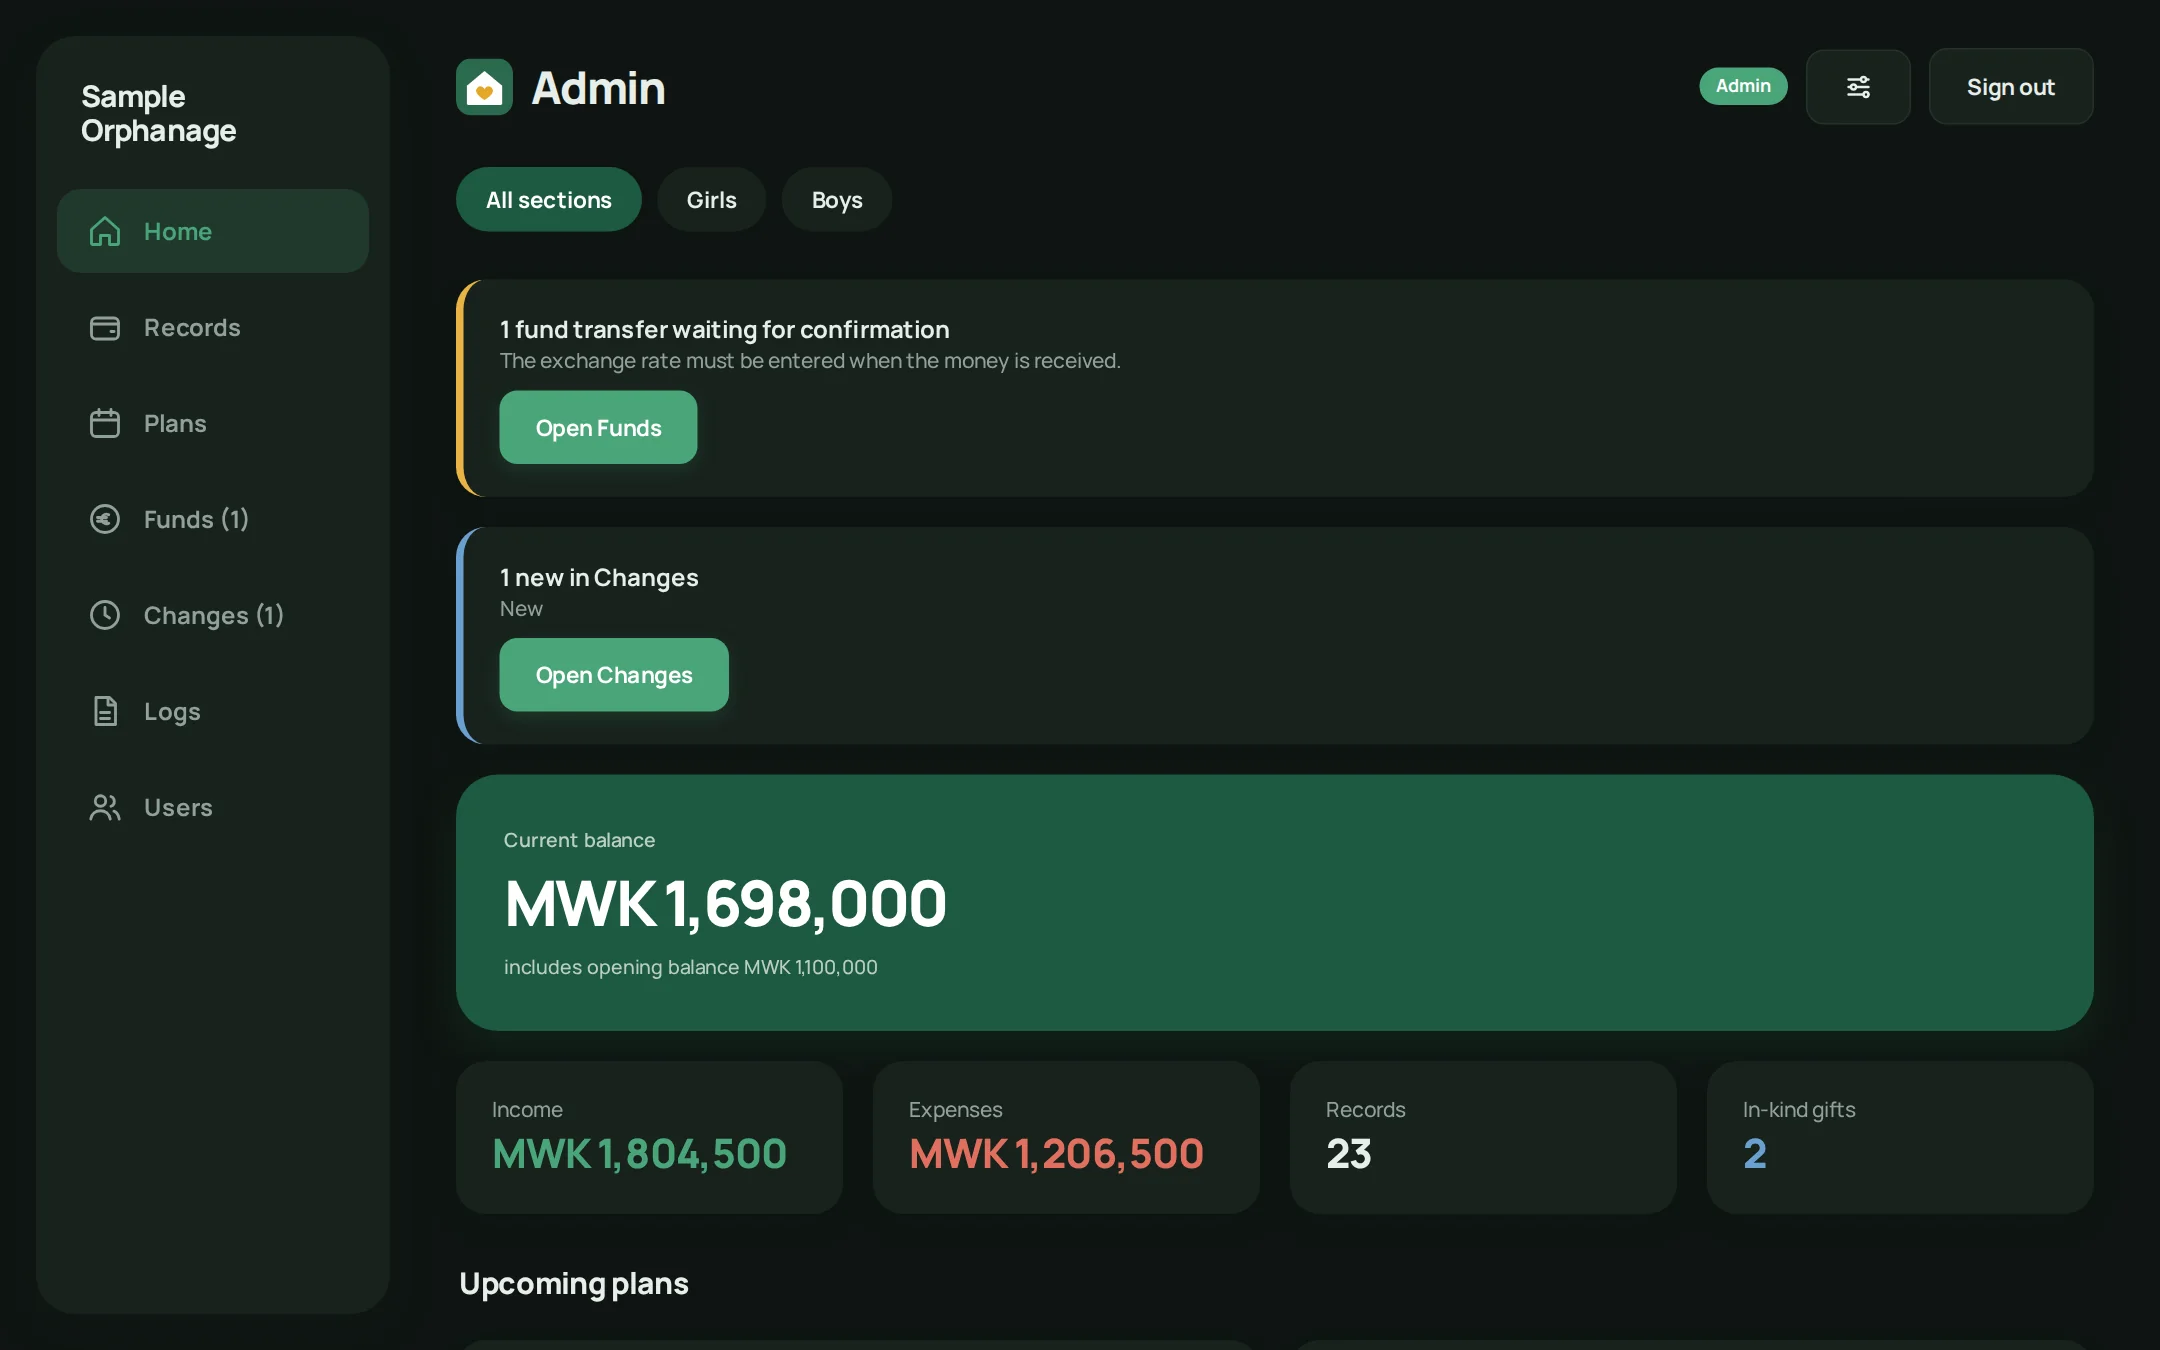 Sample
Orphanage
Home
Records
Plans
Funds (1)
Changes (1)
Logs
Users
Admin
Admin
Sign out
All sections
Girls
Boys
1 fund transfer waiting for confirmation
The exchange rate must be entered when the money is received.
Open Funds
1 new in Changes
New
Open Changes
Current balance
MWK 1,698,000
includes opening balance MWK 1,100,000
Income
MWK 1,804,500
Expenses
MWK 1,206,500
Records
23
In-kind gifts
2
Upcoming plans